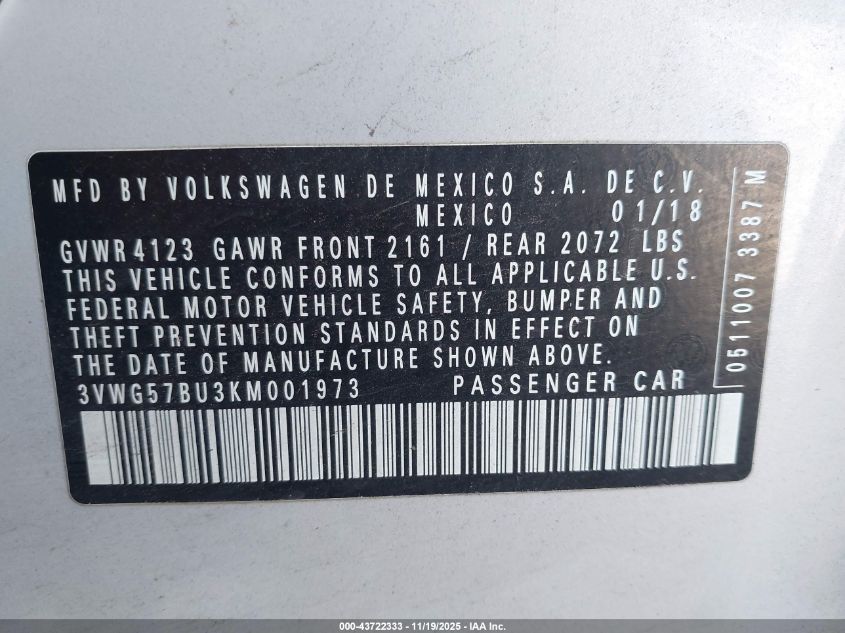 MFD BY VOLKSWAGEN DE MEXICO S.A. DE C.V.
MEXICO 01/18
GVWR 4123 GAWR FRONT 2161 / REAR 2072 LBS
THIS VEHICLE CONFORMS TO ALL APPLICABLE U.S.
FEDERAL MOTOR VEHICLE SAFETY, BUMPER AND
THEFT PREVENTION STANDARDS IN EFFECT ON
THE DATE OF MANUFACTURE SHOWN ABOVE.
3VWG57BU3KM001973 PASSENGER CAR
0511007 3387 M
000-43722333 - 11/19/2025 - IAA Inc.